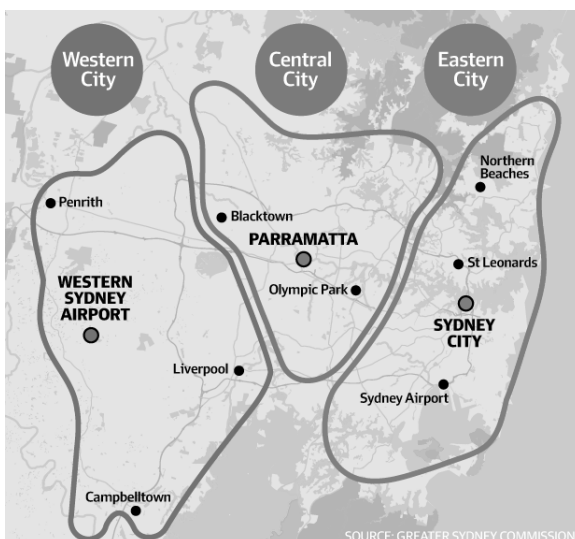 Western
City
Central
City
Eastern
City
Northern
Beaches
Penrith
Blacktown
PARRAMATTA
St Leonards
WESTERN
SYDNEY
AIRPORT
Olympic Park
SYDNEY
CITY
Liverpool
Sydney Airport
Campbelltown
SOURCE: GREATER SYDNEY COMMISSION